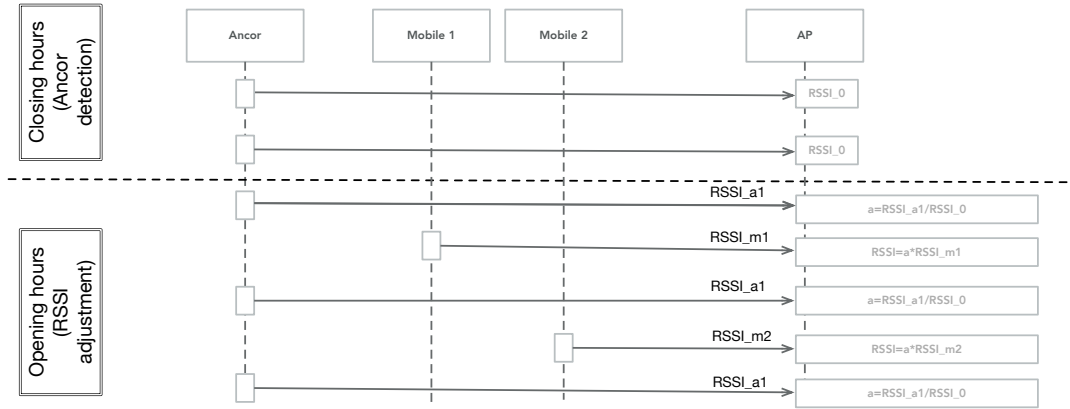 Closing hours
(Ancor
detection)
Ancor
Mobile 1
Mobile 2
AP
RSSI_0
RSSI_0
Opening hours
(RSSI
adjustment)
RSSI_a1
a=RSSI_a1/RSSI_0
RSSI_m1
RSSI=a*RSSI_m1
RSSI_a1
a=RSSI_a1/RSSI_0
RSSI_m2
RSSI=a*RSSI_m2
RSSI_a1
a=RSSI_a1/RSSI_0